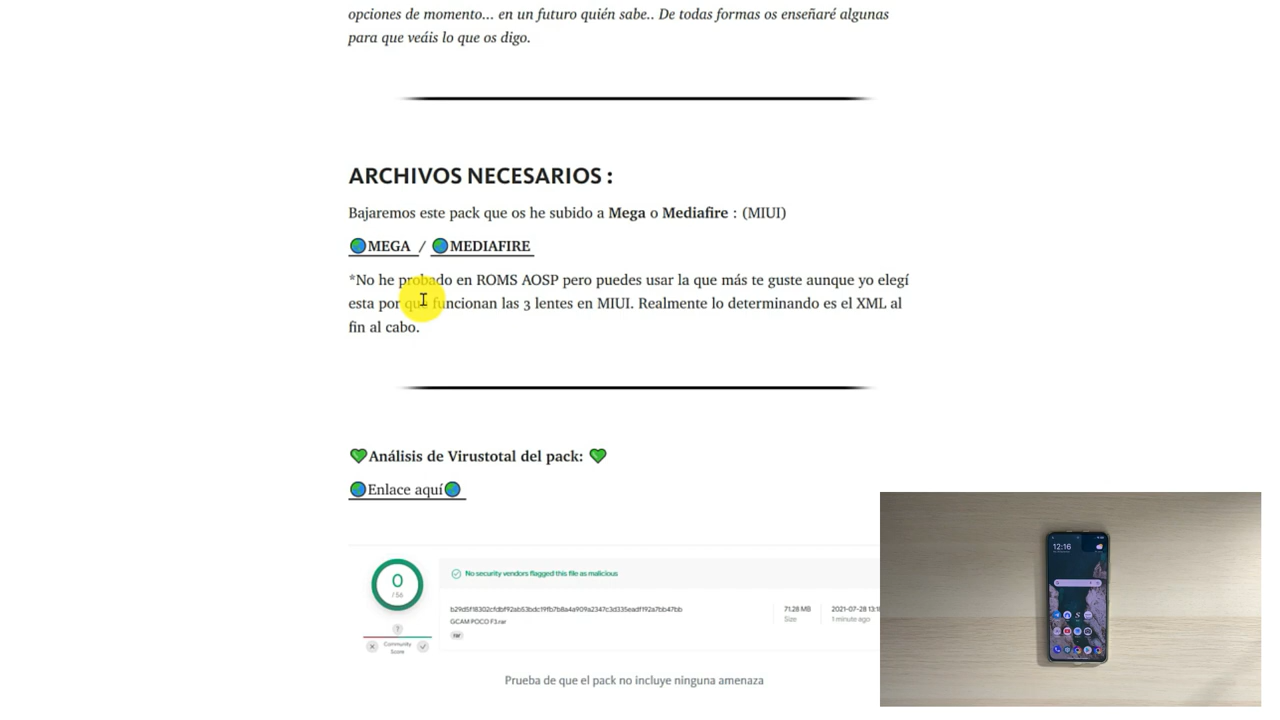 opciones de momento... en un futuro quién sabe.. De todas formas os enseñaré algunas
para que veáis lo que os digo.
ARCHIVOS NECESARIOS :
Bajaremos este pack que os he subido a Mega o Mediafire : (MIUI)
MEGA / MEDIAFIRE
*No he probado en ROMS AOSP pero puedes usar la que más te guste aunque yo elegí
esta por que funcionan las 3 lentes en MIUI. Realmente lo determinando es el XML al
fin al cabo.
Análisis de Virustotal del pack:
Enlace aquí
0
/ 56
?
Community
Score
No security vendors flagged this file as malicious
GCAM POCO F3.rar
rar
71.28 MB
Size
2021-07-28
1 minute ago
Prueba de que el pack no incluye ninguna amenaza
12:16